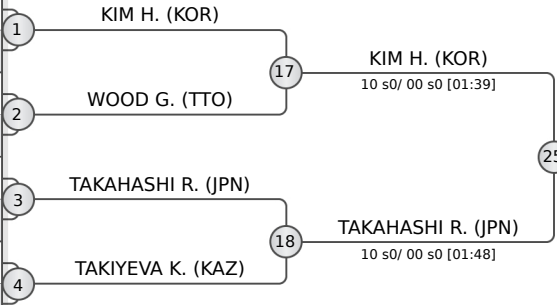 KIM H. (KOR)
1
17
KIM H. (KOR)
10 s0/ 00 s0 [01:39]
WOOD G. (TTO)
2
25
TAKAHASHI R. (JPN)
3
18
TAKAHASHI R. (JPN)
10 s0/ 00 s0 [01:48]
TAKIYEVA K. (KAZ)
4